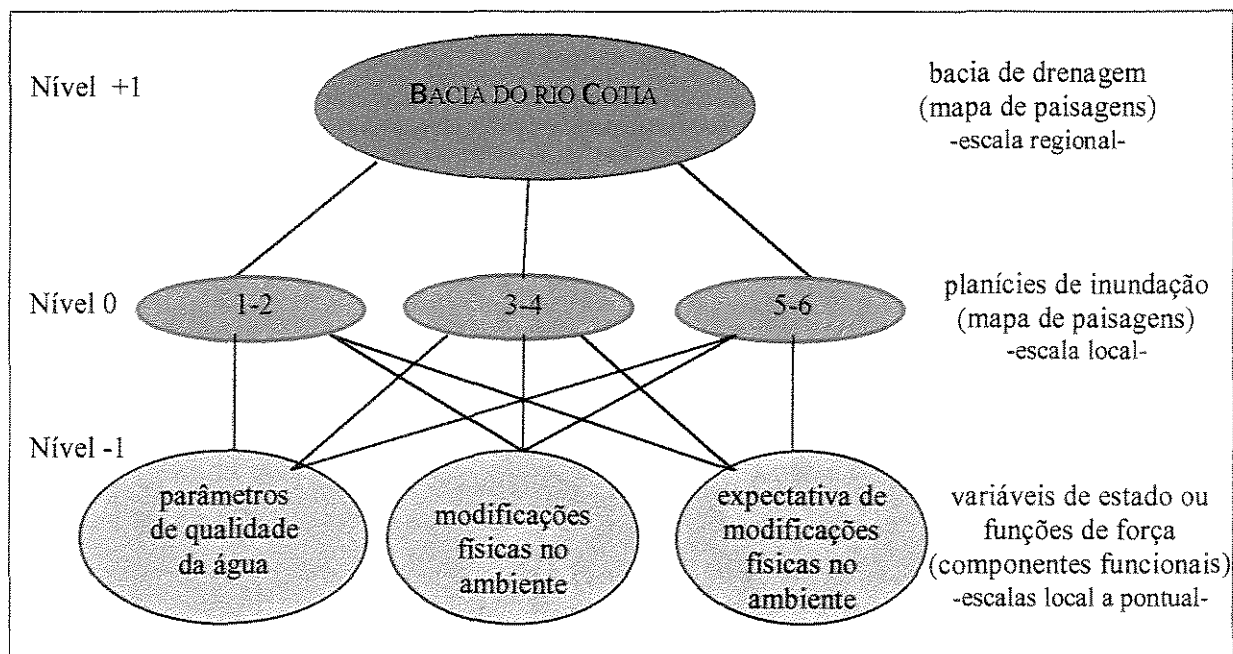 Nível +1
BACIA DO RIO COTIA
bacia de drenagem
(mapa de paisagens)
-escala regional-
Nível 0
1-2
3-4
5-6
planícies de inundação
(mapa de paisagens)
-escala local-
Nível -1
parâmetros
de qualidade
da água
modificações
físicas no
ambiente
expectativa de
modificações
físicas no
ambiente
variáveis de estado ou
funções de força
(componentes funcionais)
-escalas local a pontual-